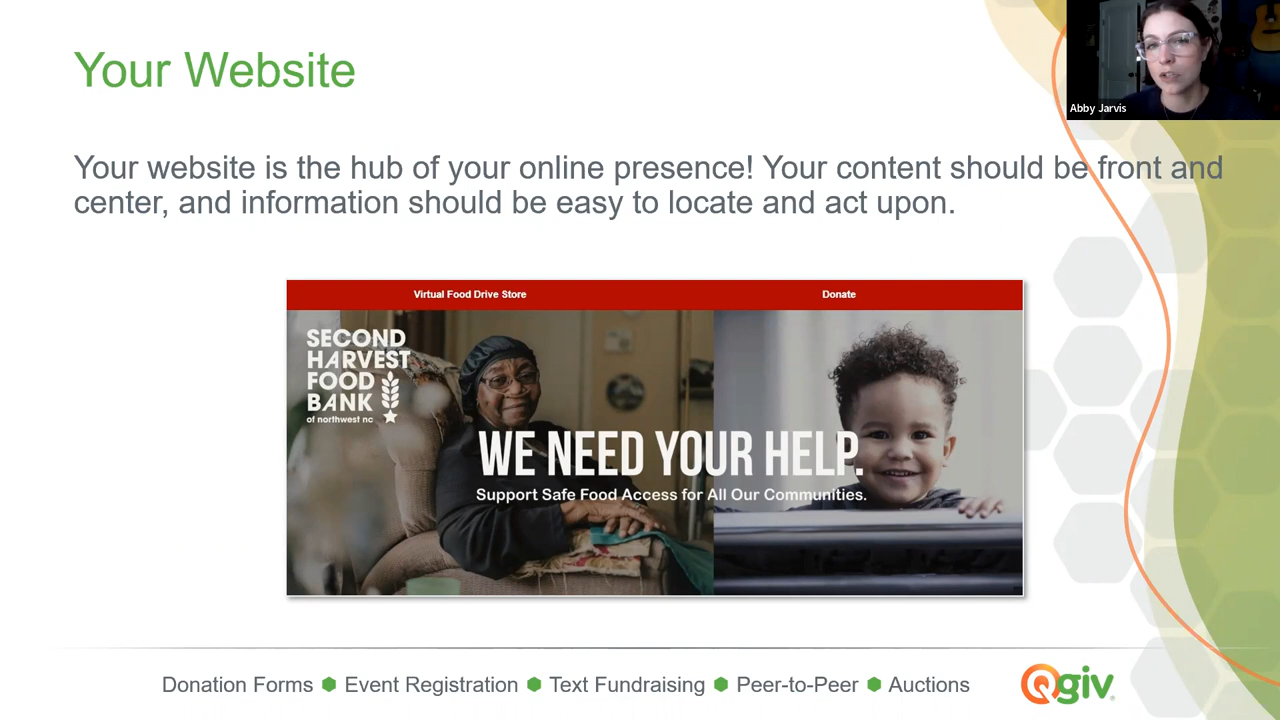 Your Website
Abby Jarvis
Your website is the hub of your online presence! Your content should be front and
center, and information should be easy to locate and act upon.
Virtual Food Drive Store
Donate
SECOND
HARVEST
FOOD
BANK
of northwest nc
WE NEED YOUR HELP.
Support Safe Food Access for All Our Communities.
Donation Forms
Event Registration
Text Fundraising
Peer-to-Peer
Auctions
Qgiv